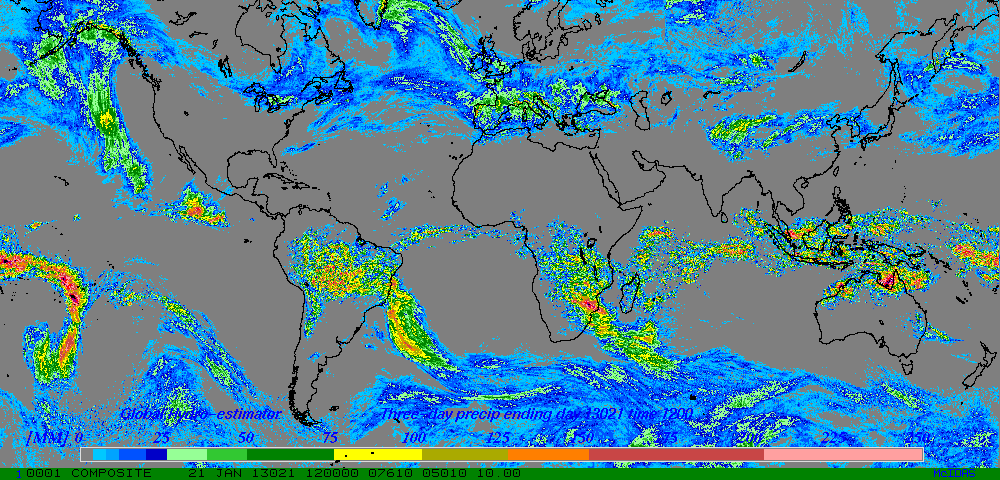 Global hydro-estimator Three-day precip ending day 13021 time 1200
[MM] 0 25 50 75 100 125 150 175 200 225 250
10001 COMPOSITE 21 JAN 13021 120000 07610 05010 10.00 McIDAS